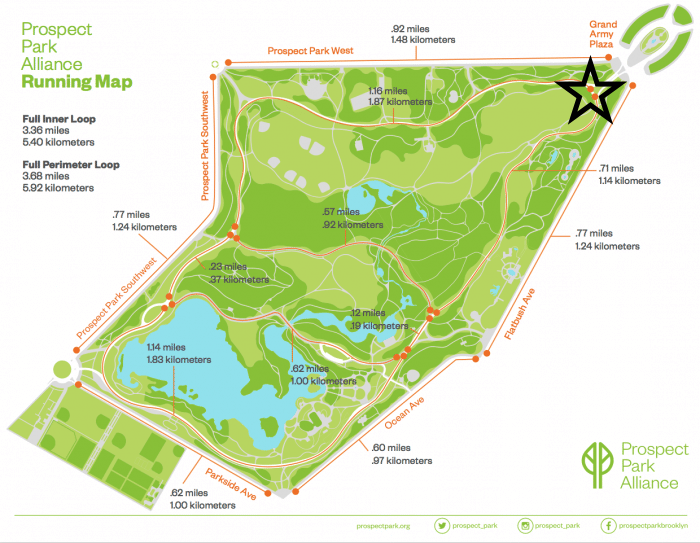 Prospect
Park
Alliance
Running Map
Full Inner Loop
3.36 miles
5.40 kilometers
Full Perimeter Loop
3.68 miles
5.92 kilometers
.92 miles
1.48 kilometers
Prospect Park West
Grand
Army
Plaza
1.16 miles
1.87 kilometers
Prospect Park Southwest
.71 miles
1.14 kilometers
.77 miles
1.24 kilometers
.57 miles
.92 kilometers
.77 miles
1.24 kilometers
Prospect Park Southwest
.23 miles
.37 kilometers
.12 miles
.19 kilometers
Flatbush Ave
1.14 miles
1.83 kilometers
.62 miles
1.00 kilometers
Ocean Ave
.60 miles
.97 kilometers
Parkside Ave
.62 miles
1.00 kilometers
Prospect
Park
Alliance
prospectpark.org
prospect_park
prospect_park
prospectparkbrooklyn